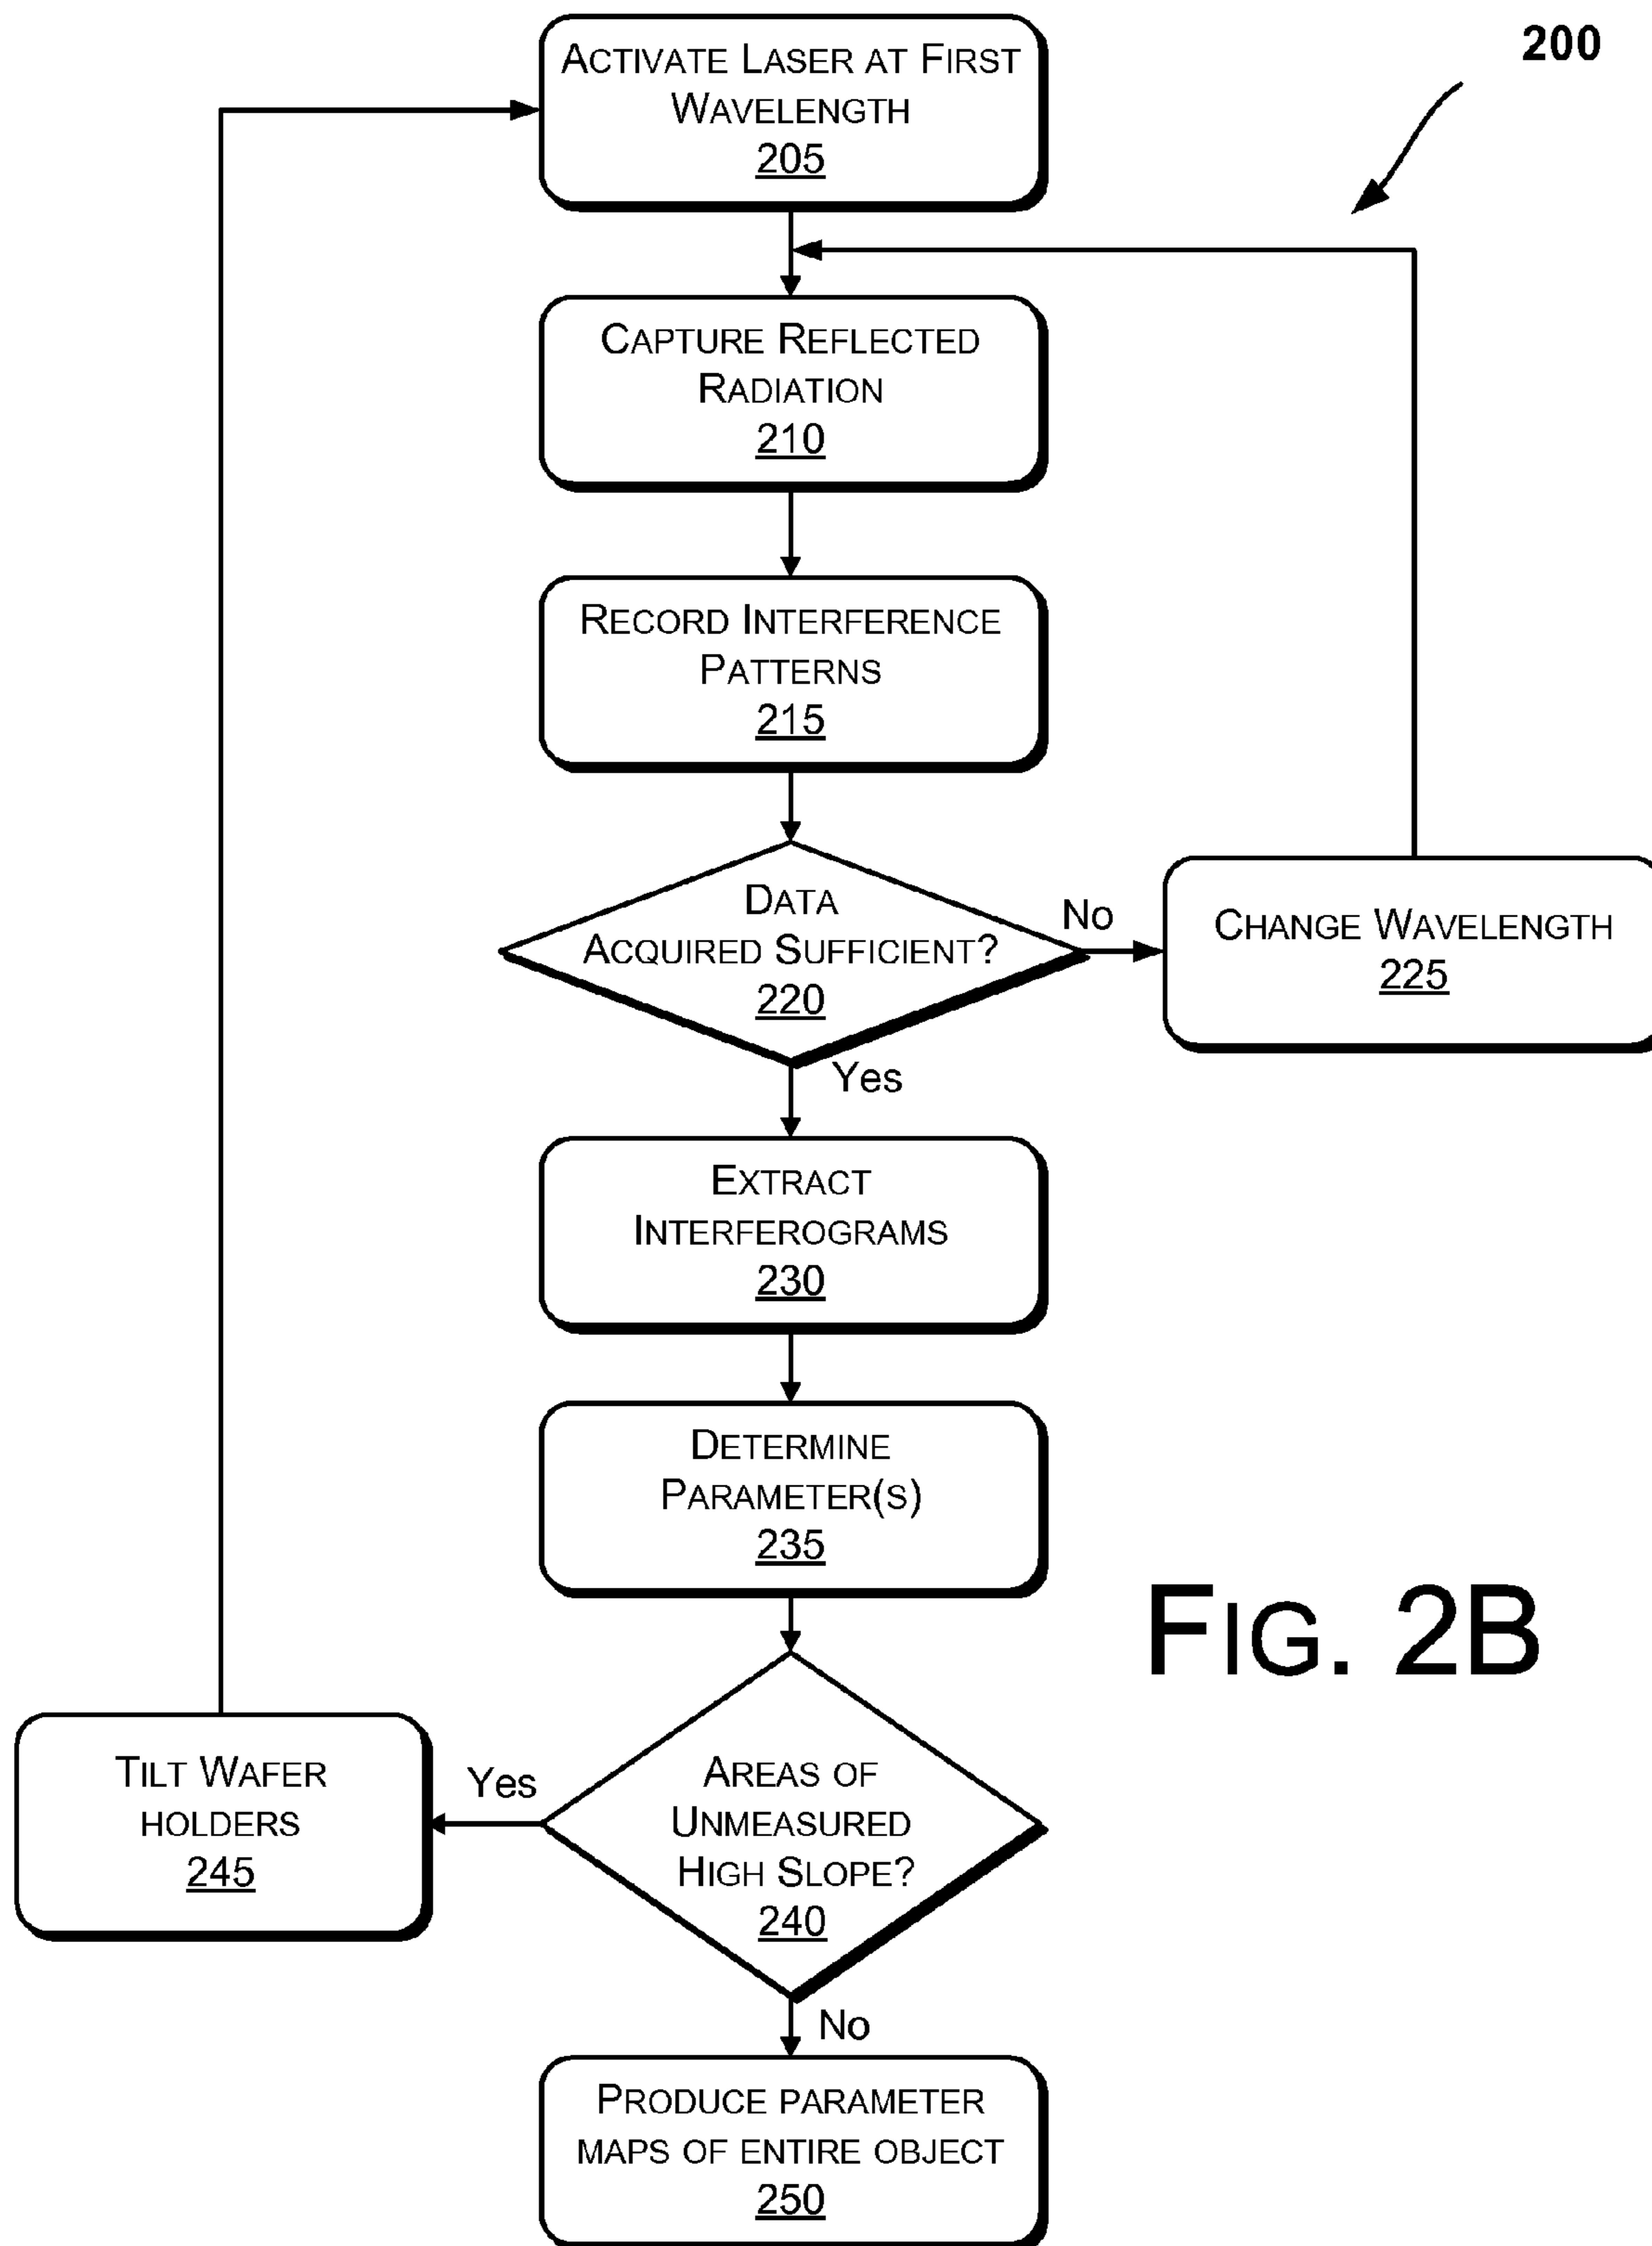 200
ACTIVATE LASER AT FIRST
WAVELENGTH
205
CAPTURE REFLECTED
RADIATION
210
RECORD INTERFERENCE
PATTERNS
215
DATA
ACQUIRED SUFFICIENT?
220
No
CHANGE WAVELENGTH
225
Yes
EXTRACT
INTERFEROGRAMS
230
DETERMINE
PARAMETER(S)
235
FIG. 2B
AREAS OF
UNMEASURED
HIGH SLOPE?
240
Yes
TILT WAFER
HOLDERS
245
No
PRODUCE PARAMETER
MAPS OF ENTIRE OBJECT
250